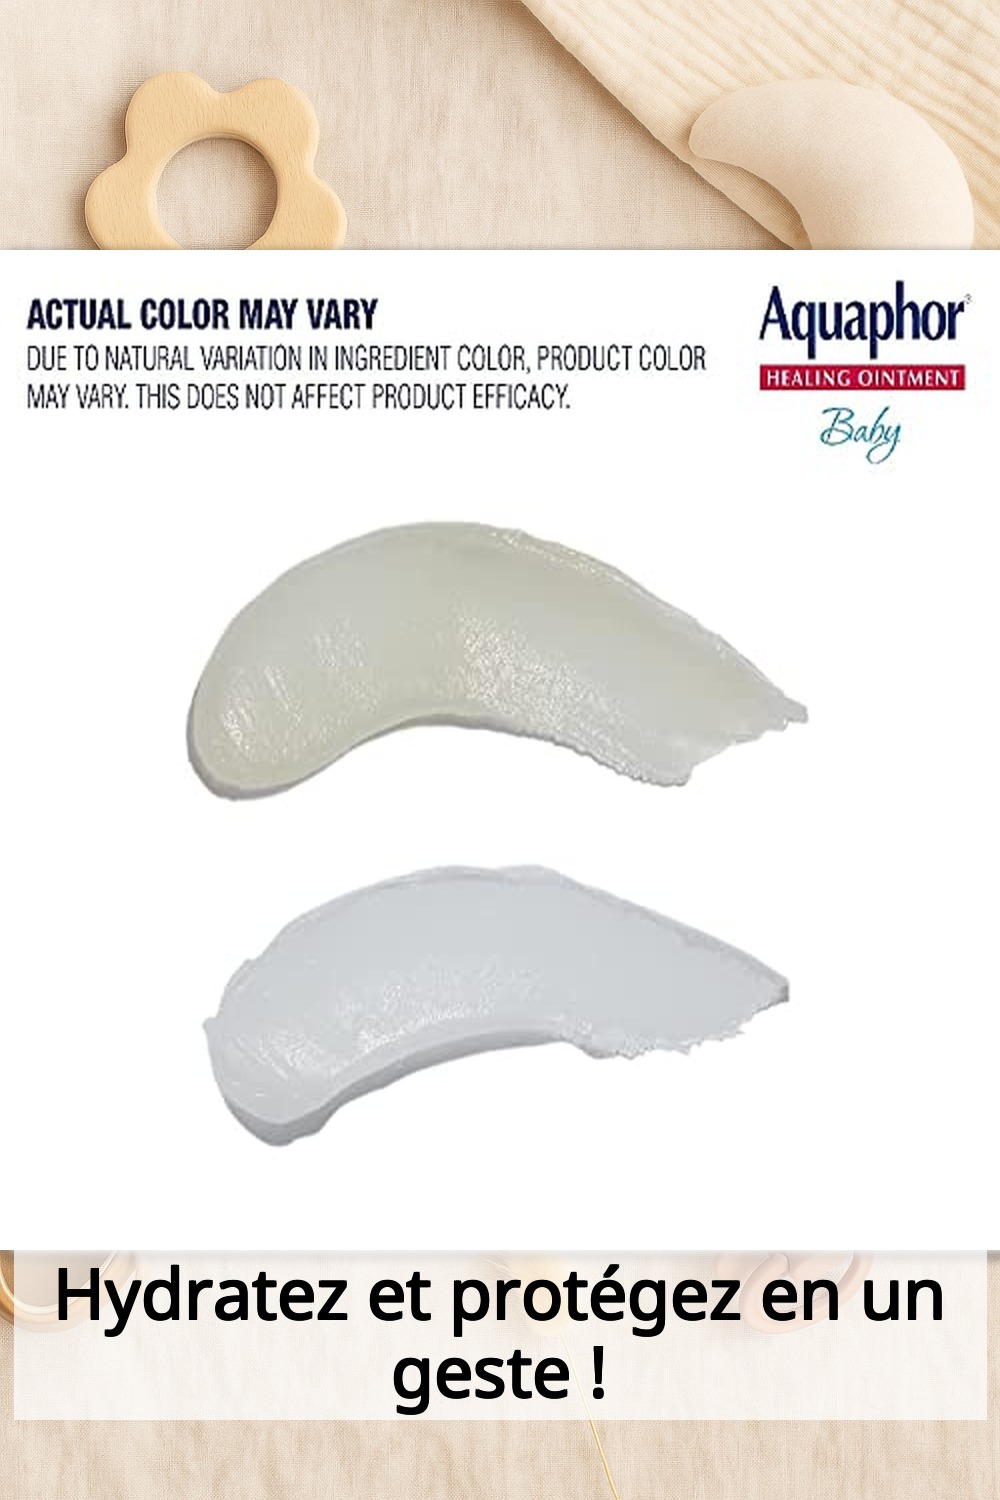 ACTUAL COLOR MAY VARY
DUE TO NATURAL VARIATION IN INGREDIENT COLOR, PRODUCT COLOR
MAY VARY. THIS DOES NOT AFFECT PRODUCT EFFICACY.
Aquaphor®
HEALING OINTMENT
Baby
Hydratez et protégez en un
geste !